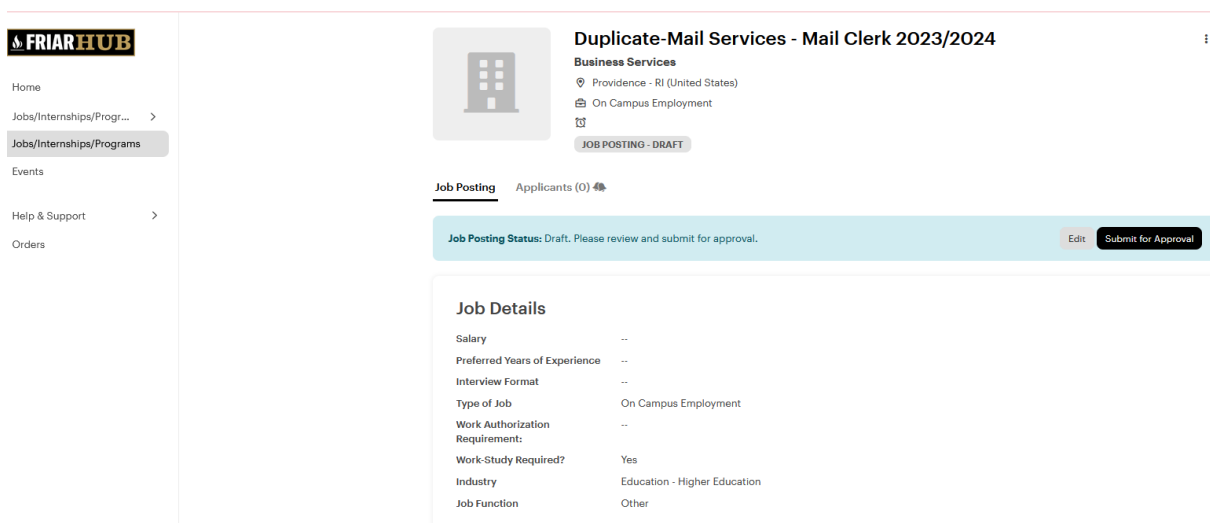 FRIARHUB
Home
Jobs/Internships/Progr...
Jobs/Internships/Programs
Events
Help & Support
Orders
Duplicate-Mail Services - Mail Clerk 2023/2024
Business Services
Providence - RI (United States)
On Campus Employment
JOB POSTING - DRAFT
Job Posting Applicants (0)
Job Posting Status: Draft. Please review and submit for approval. Edit Submit for Approval
Job Details
Salary --
Preferred Years of Experience --
Interview Format --
Type of Job On Campus Employment
Work Authorization --
Requirement:
Work-Study Required? Yes
Industry Education - Higher Education
Job Function Other